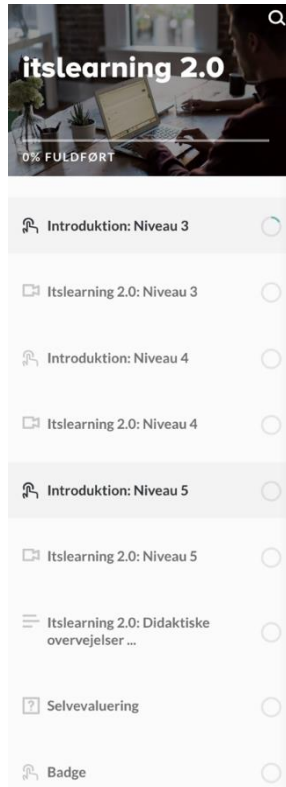 itslearning 2.0
0% FULDFØRT
Introduktion: Niveau 3
Itslearning 2.0: Niveau 3
Introduktion: Niveau 4
Itslearning 2.0: Niveau 4
Introduktion: Niveau 5
Itslearning 2.0: Niveau 5
Itslearning 2.0: Didaktiske
overvejelser ...
Selvevaluering
Badge